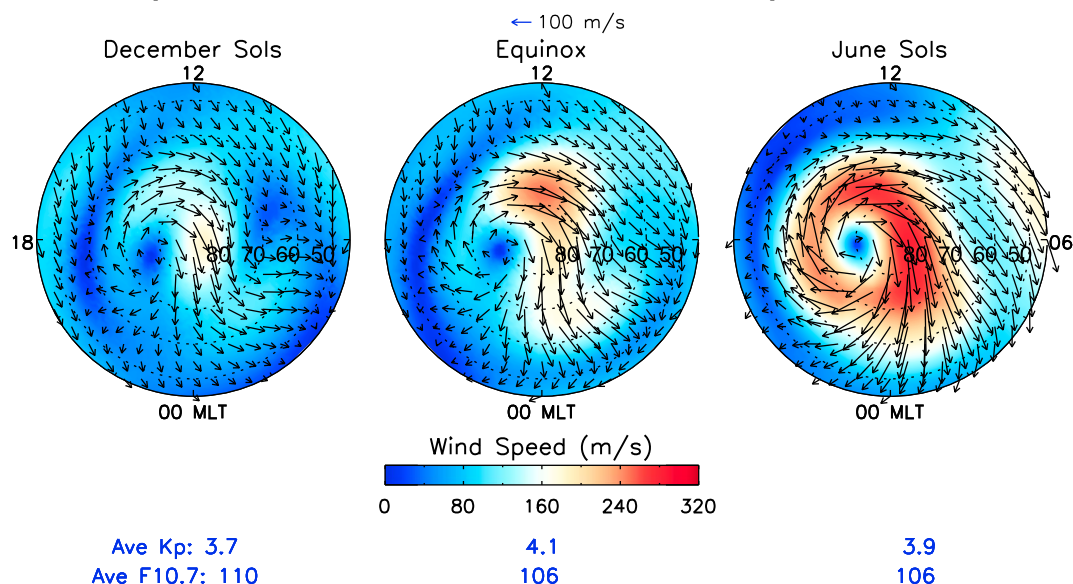 ← 100 m/s
December Sols
Equinox
June Sols
12
12
12
18
80 70 60 50
80 70 60 50
80 70 60 50
06
00 MLT
00 MLT
00 MLT
Wind Speed (m/s)
0 80 160 240 320
Ave Kp: 3.7 4.1 3.9
Ave F10.7: 110 106 106